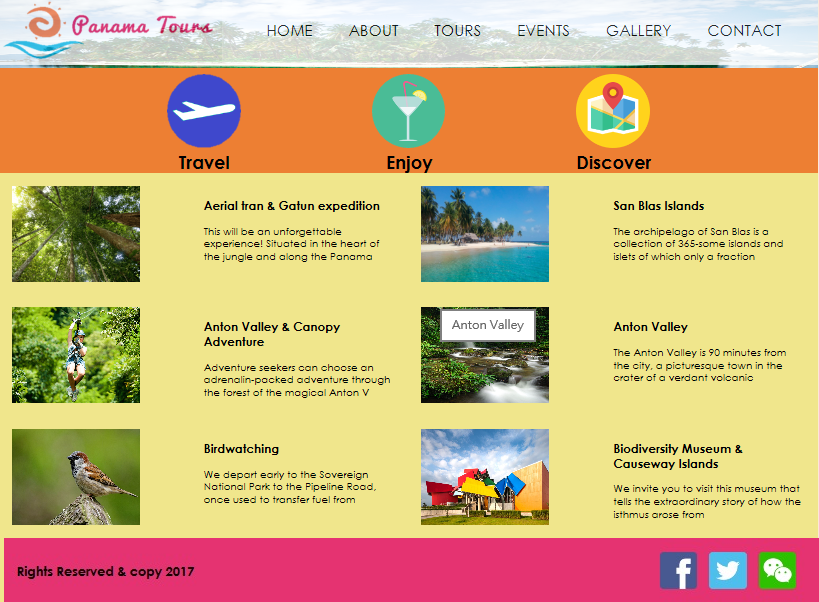 Panama Tours
HOME ABOUT TOURS EVENTS GALLERY CONTACT
Travel Enjoy Discover
Aerial tran & Gatun expedition
This will be an unforgettable
experience! Situated in the heart of
the jungle and along the Panama
San Blas Islands
The archipelago of San Blas is a
collection of 365-some islands and
islets of which only a fraction
Anton Valley & Canopy
Adventure
Adventure seekers can choose an
adrenalin-packed adventure through
the forest of the magical Anton V
Anton Valley
Anton Valley
The Anton Valley is 90 minutes from
the city, a picturesque town in the
crater of a verdant volcanic
Birdwatching
We depart early to the Sovereign
National Park to the Pipeline Road,
once used to transfer fuel from
Biodiversity Museum &
Causeway Islands
We invite you to visit this museum that
tells the extraordinary story of how the
isthmus arose from
Rights Reserved & copy 2017